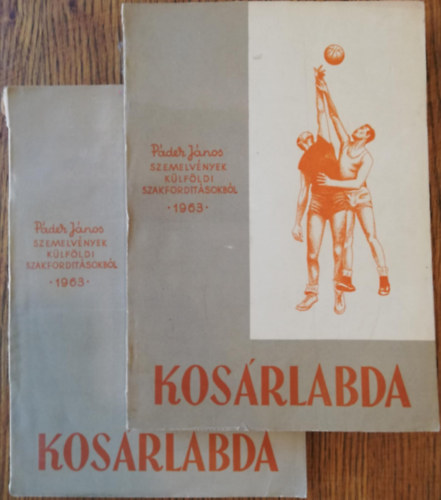 Páder János
SZEMELVÉNYEK
KÜLFÖLDI
SZAKFORDÍTÁSOKBÓL
·1963·
KOSÁRLABDA
Páder János
SZEMELVÉNYEK
KÜLFÖLDI
SZAKFORDÍTÁSOKBÓL
·1963·
KOSÁRLABDA